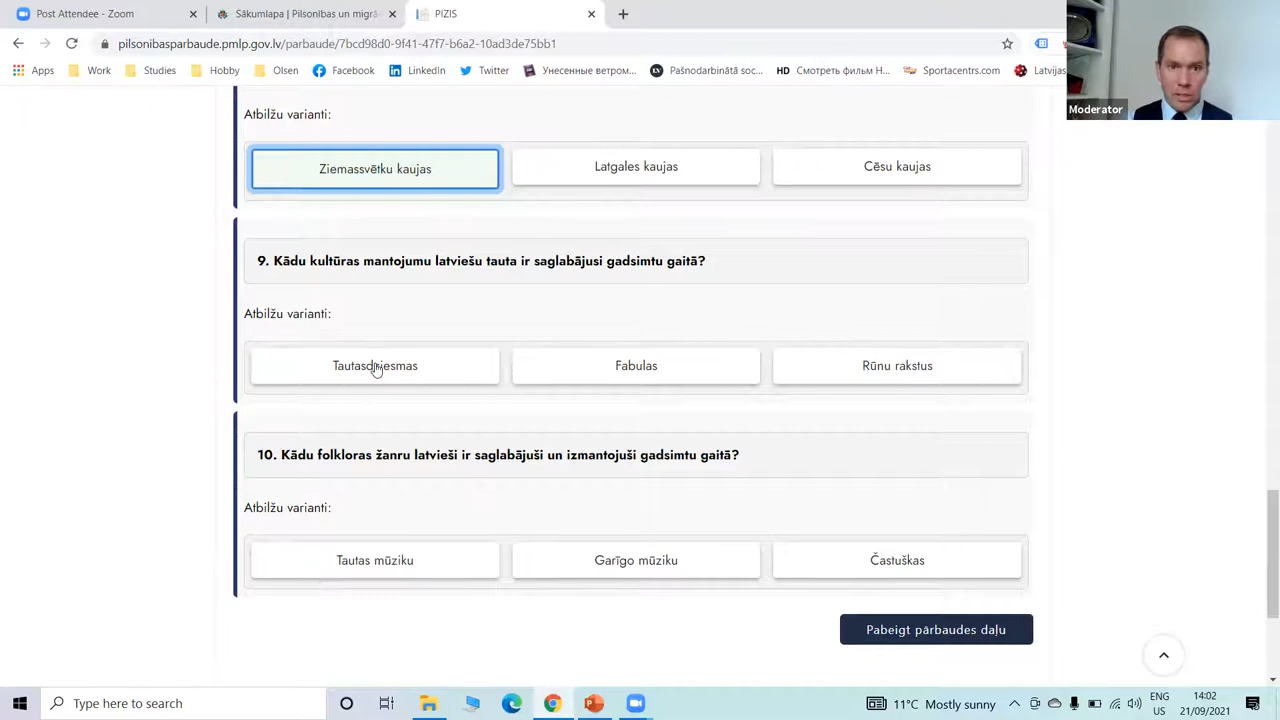 Post Attendee - Zoom
Sākumlapa | Pilsonības un mig
PIZIS
pilsonibasparbaude.pmlp.gov.lv/parbaude/
-9f41-47f7-b6a2-10ad3de75bb1
Apps
Work
Studies
Hobby
Olsen
Facebook
LinkedIn
Twitter
Унесенные ветром...
Pašnodarbinātā soc...
HD Смотреть фильм Н...
Sportacentrs.com
Latvijas
Moderator
Atbilžu varianti:
Ziemassvētku kaujas
Latgales kaujas
Cēsu kaujas
9. Kādu kultūras mantojumu latviešu tauta ir saglabājusi gadsimtu gaitā?
Atbilžu varianti:
Tautasdziesmas
Fabulas
Rūnu rakstus
10. Kādu folkloras žanru latvieši ir saglabājuši un izmantojuši gadsimtu gaitā?
Atbilžu varianti:
Tautas mūziku
Garīgo mūziku
Častuškas
Pabeigt pārbaudes daļu
Type here to search
11°C Mostly sunny
ENG
US
14:02
21/09/2021